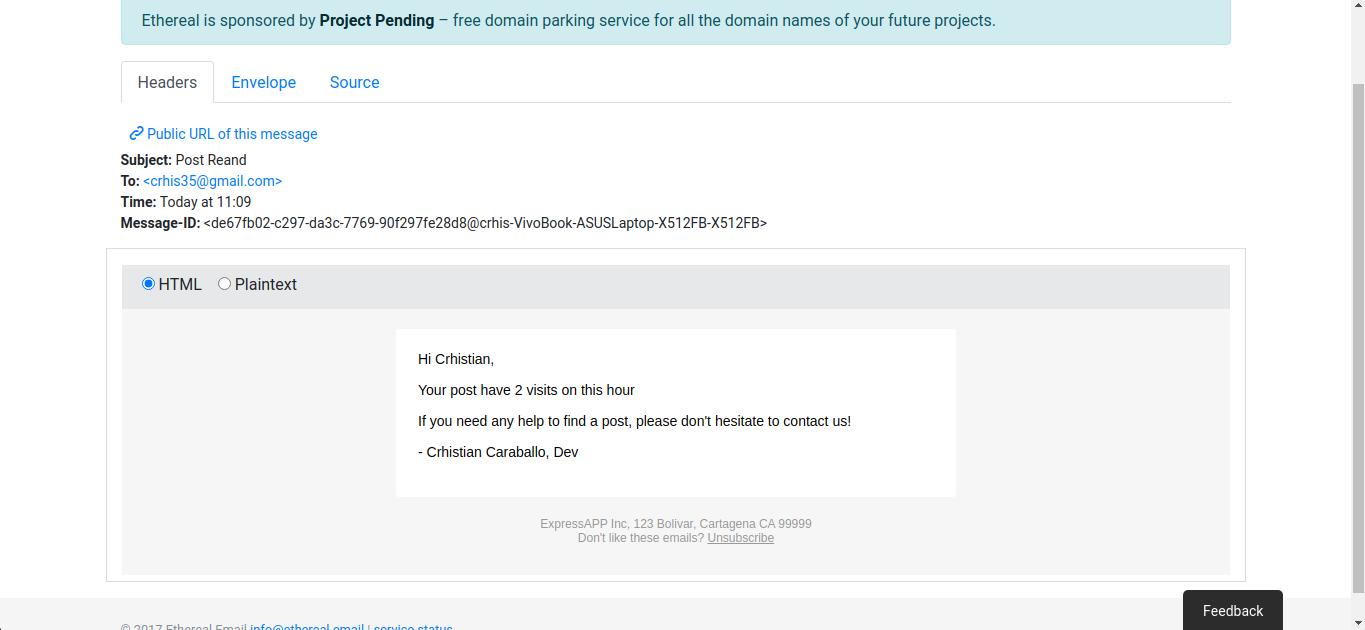 Ethereal is sponsored by Project Pending – free domain parking service for all the domain names of your future projects.
Headers Envelope Source
Public URL of this message
Subject: Post Reand
To: <crhis35@gmail.com>
Time: Today at 11:09
Message-ID: <de67fb02-c297-da3c-7769-90f297fe28d8@crhis-VivoBook-ASUSLaptop-X512FB-X512FB>
HTML Plaintext
Hi Crhistian,
Your post have 2 visits on this hour
If you need any help to find a post, please don't hesitate to contact us!
- Crhistian Caraballo, Dev
ExpressAPP Inc, 123 Bolivar, Cartagena CA 99999
Don't like these emails? Unsubscribe
Feedback
© 2017 Ethereal Email info@ethereal.email | service status